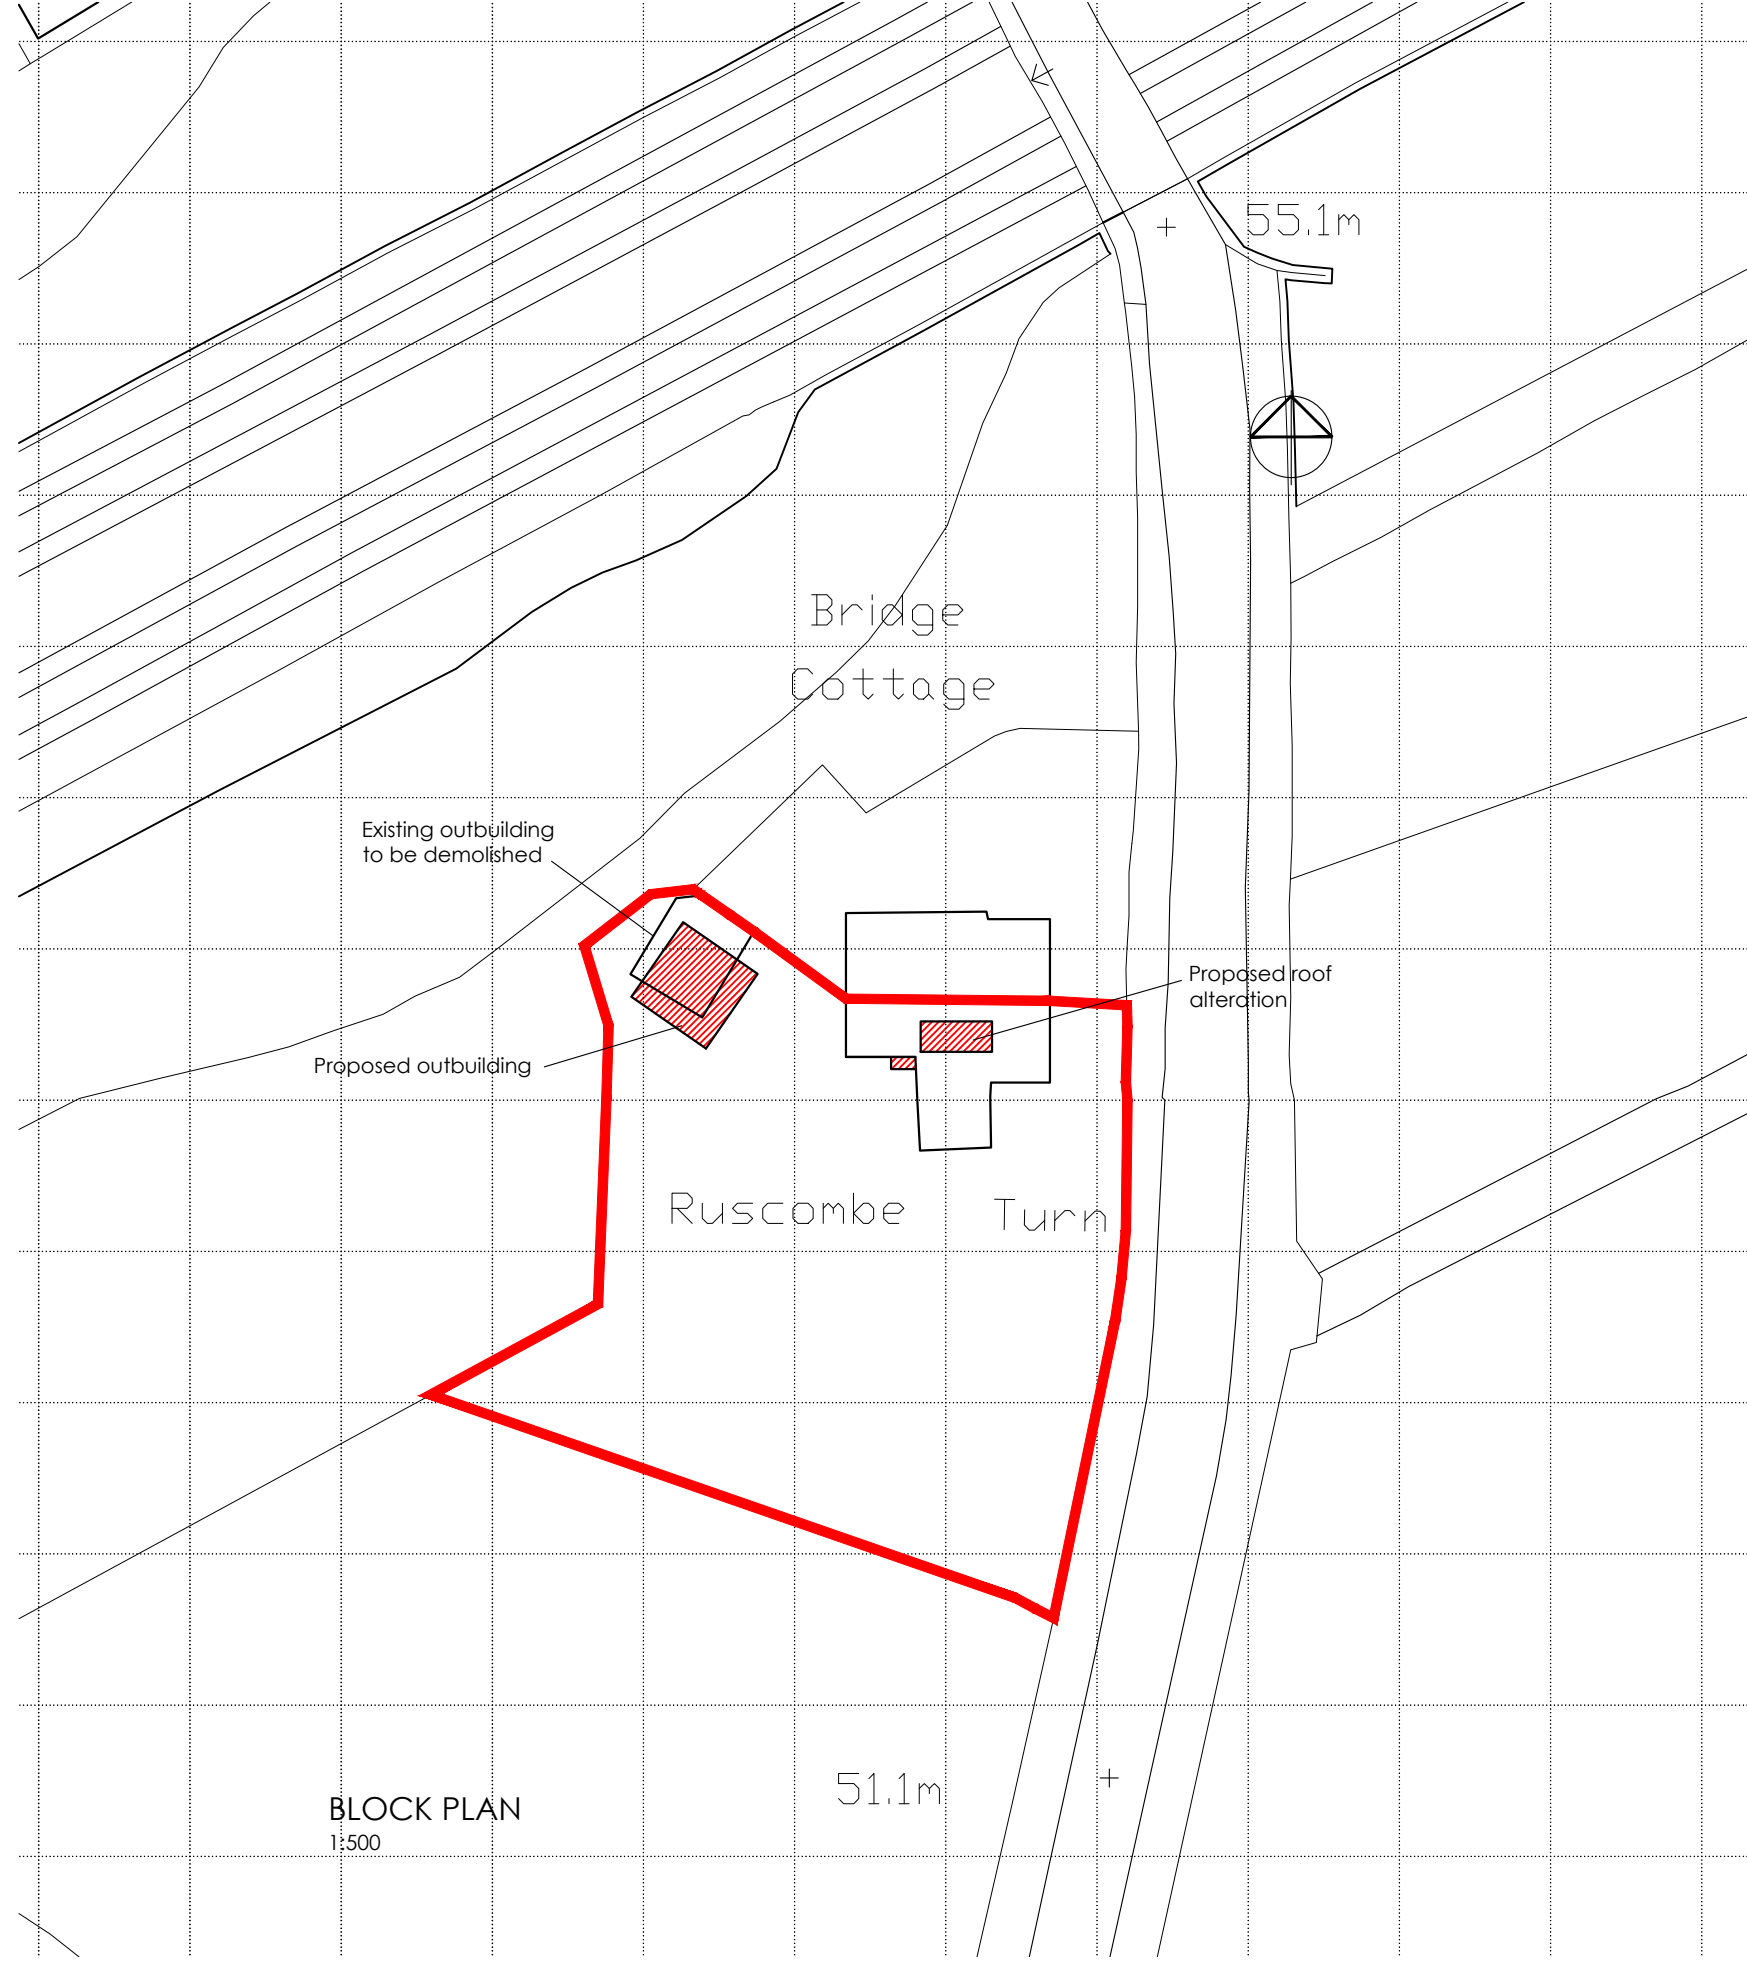 55.1m
Bridge
Cottage
Existing outbuilding
to be demolished
Proposed roof
alteration
Proposed outbuilding
Ruscombe Turn
51.1m
BLOCK PLAN
1:500